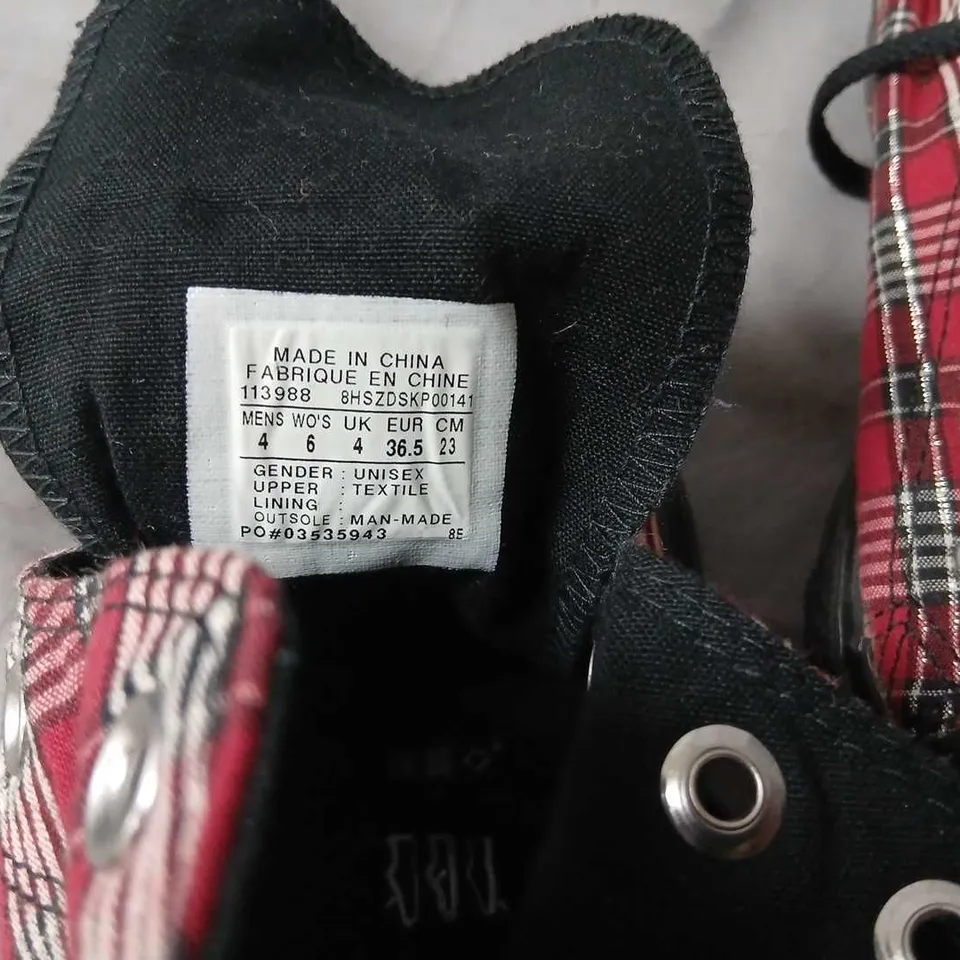 MADE IN CHINA
FABRIQUE EN CHINE
113988 8HSZDSKP00141
MENS WO'S UK EUR CM
4 6 4 36.5 23
GENDER : UNISEX
UPPER : TEXTILE
LINING :
OUTSOLE : MAN-MADE
PO#03535943 8E